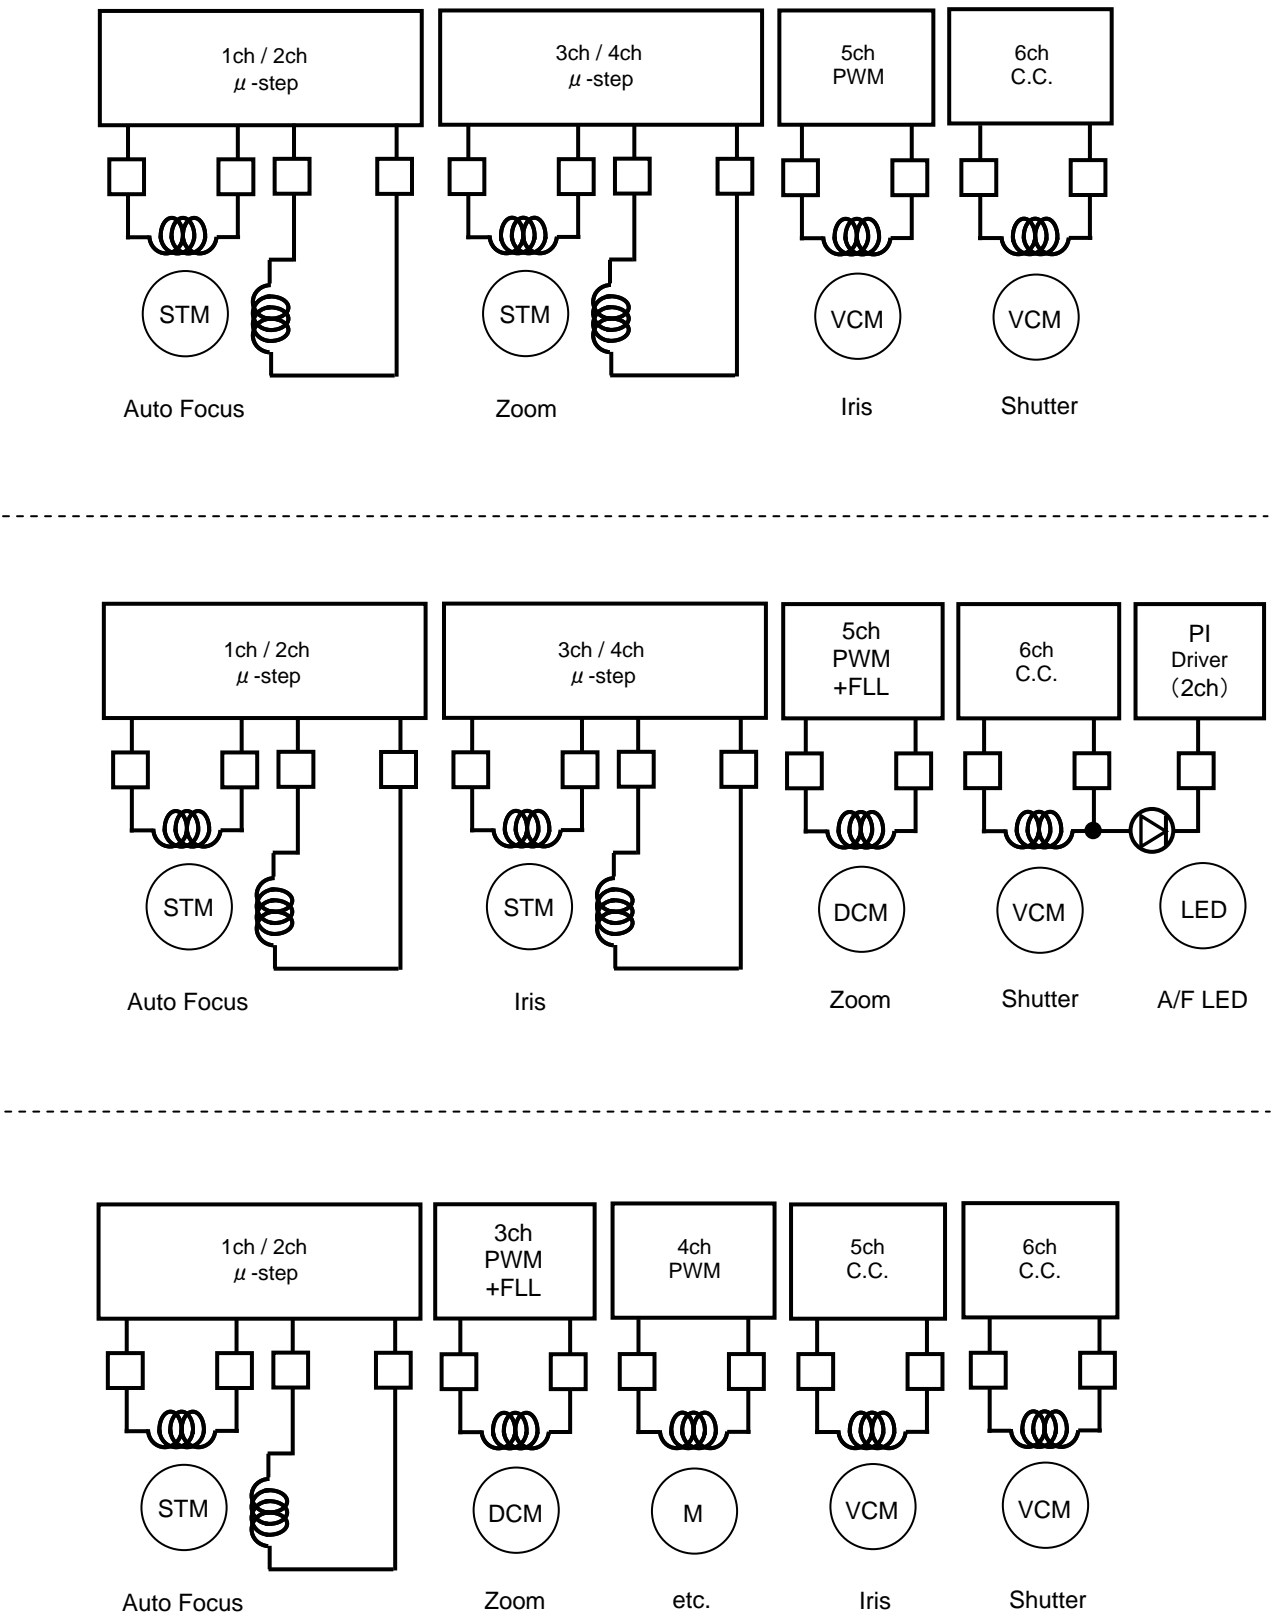 1ch / 2ch
μ-step
3ch / 4ch
μ-step
5ch
PWM
6ch
C.C.
STM
STM
VCM
VCM
Auto Focus
Zoom
Iris
Shutter
1ch / 2ch
μ-step
3ch / 4ch
μ-step
5ch
PWM
+FLL
6ch
C.C.
PI
Driver
（2ch）
STM
STM
DCM
VCM
LED
Auto Focus
Iris
Zoom
Shutter
A/F LED
1ch / 2ch
μ-step
3ch
PWM
+FLL
4ch
PWM
5ch
C.C.
6ch
C.C.
STM
DCM
M
VCM
VCM
Auto Focus
Zoom
etc.
Iris
Shutter